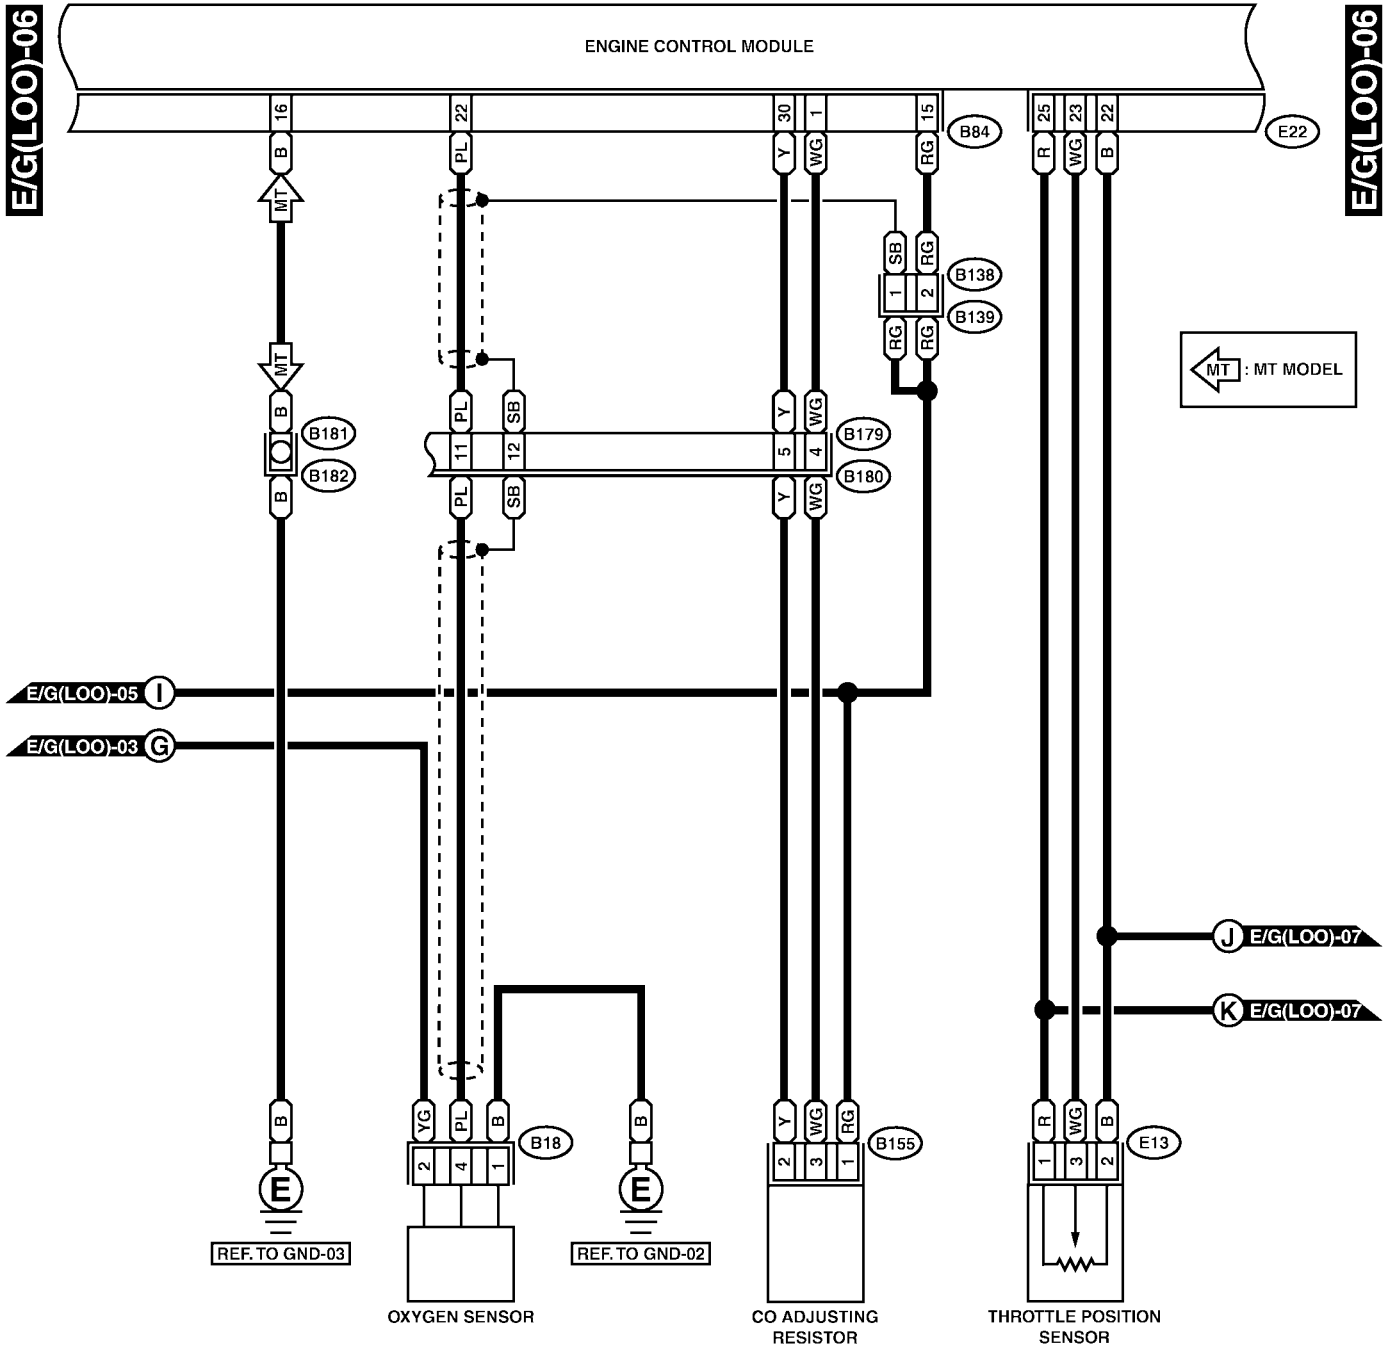 E/G(LOO)-06
E/G(LOO)-06
ENGINE CONTROL MODULE
16 22 30 1 15 25 23 22
B84 E22
B PL Y WG RG R WG B
MT
SB RG
B138
1 2
B139
RG RG
MT
MT : MT MODEL
B PL SB Y WG
B181 B179
11 12 5 4
B182 B180
B PL SB Y WG
E/G(LOO)-05 I
E/G(LOO)-03 G
J E/G(LOO)-07
K E/G(LOO)-07
B YG PL B B Y WG RG R WG B
B18 B155 E13
2 4 1 2 3 1 1 3 2
E E
REF. TO GND-03 REF. TO GND-02
OXYGEN SENSOR
CO ADJUSTING
RESISTOR
THROTTLE POSITION
SENSOR